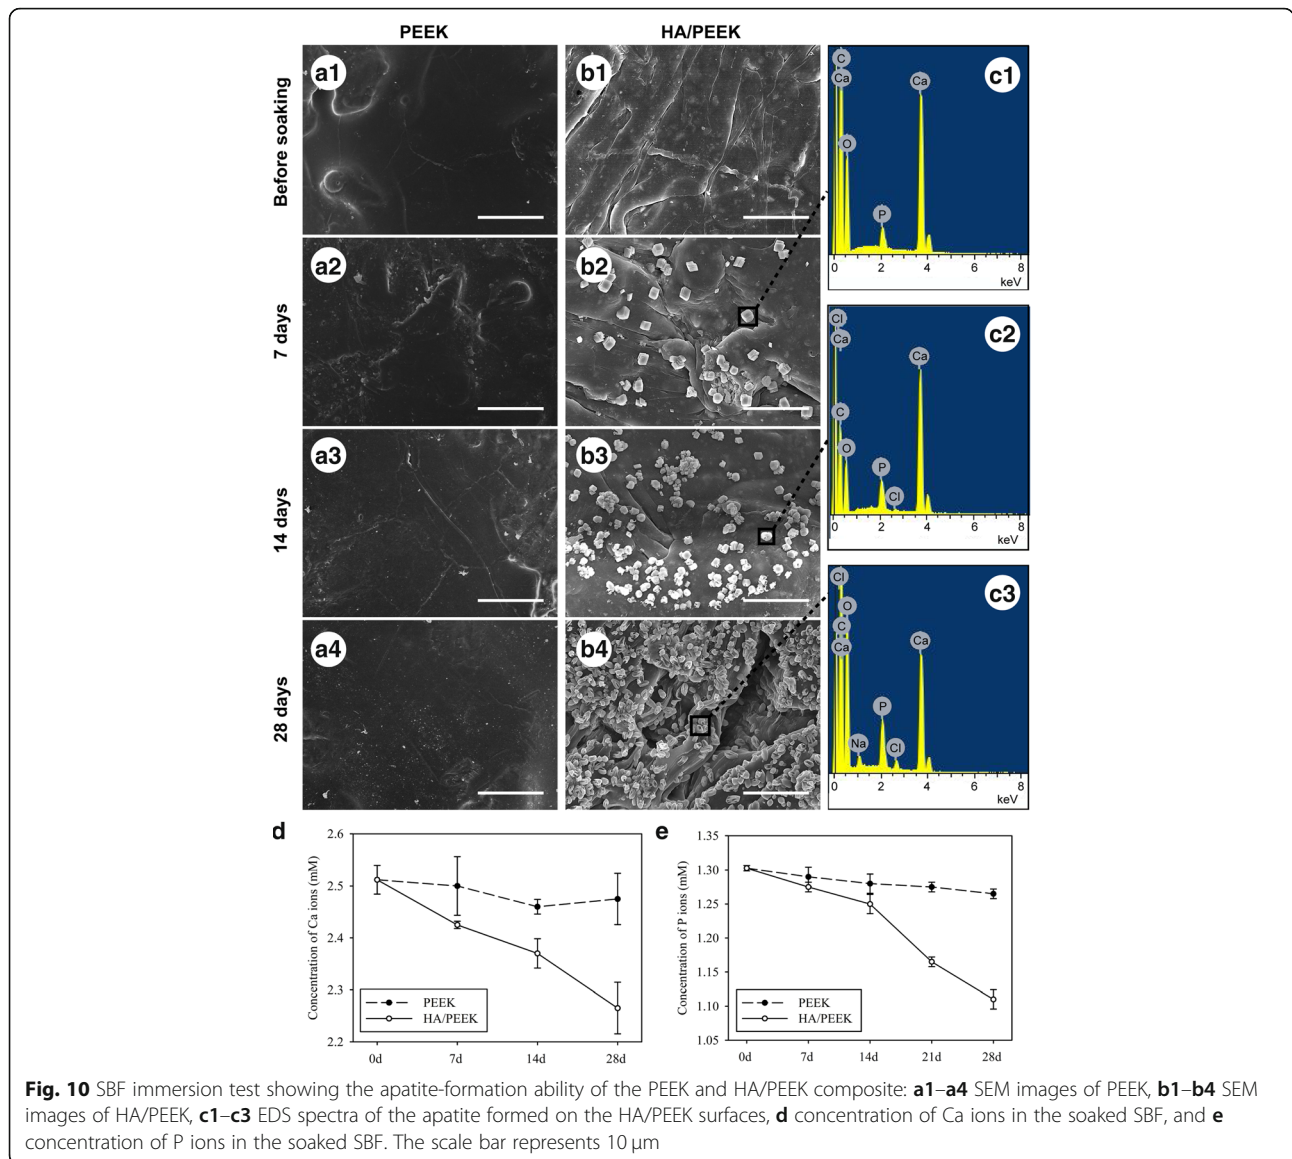 PEEK
HA/PEEK
Before soaking
a1
b1
C
Ca
O
P
Ca
c1
0 2 4 6 8
keV
7 days
a2
b2
Cl
Ca
C
O
P
Cl
Ca
c2
0 2 4 6 8
keV
14 days
a3
b3
Cl
O
C
Ca
Na
P
Cl
Ca
c3
0 2 4 6 8
keV
28 days
a4
b4
d
Concentration of Ca ions (mM)
2.6
2.5
2.4
2.3
2.2
PEEK
HA/PEEK
0d 7d 14d 28d
e
Concentration of P ions (mM)
1.35
1.30
1.25
1.20
1.15
1.10
1.05
PEEK
HA/PEEK
0d 7d 14d 21d 28d
Fig. 10 SBF immersion test showing the apatite-formation ability of the PEEK and HA/PEEK composite: a1–a4 SEM images of PEEK, b1–b4 SEM
images of HA/PEEK, c1–c3 EDS spectra of the apatite formed on the HA/PEEK surfaces, d concentration of Ca ions in the soaked SBF, and e
concentration of P ions in the soaked SBF. The scale bar represents 10 μm